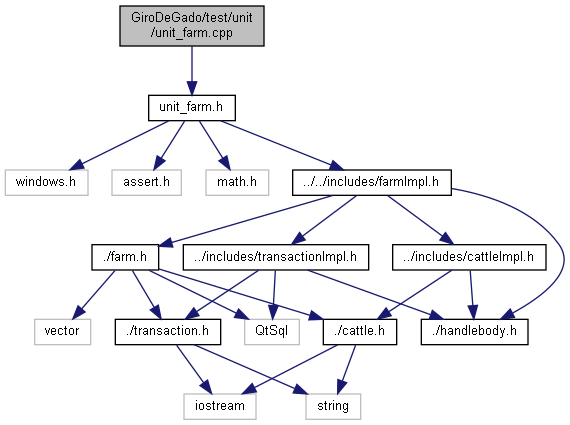 GiroDeGado/test/unit
/unit_farm.cpp
unit_farm.h
windows.h
assert.h
math.h
../../includes/farmImpl.h
./farm.h
../includes/transactionImpl.h
../includes/cattleImpl.h
vector
./transaction.h
QtSql
./cattle.h
./handlebody.h
iostream
string